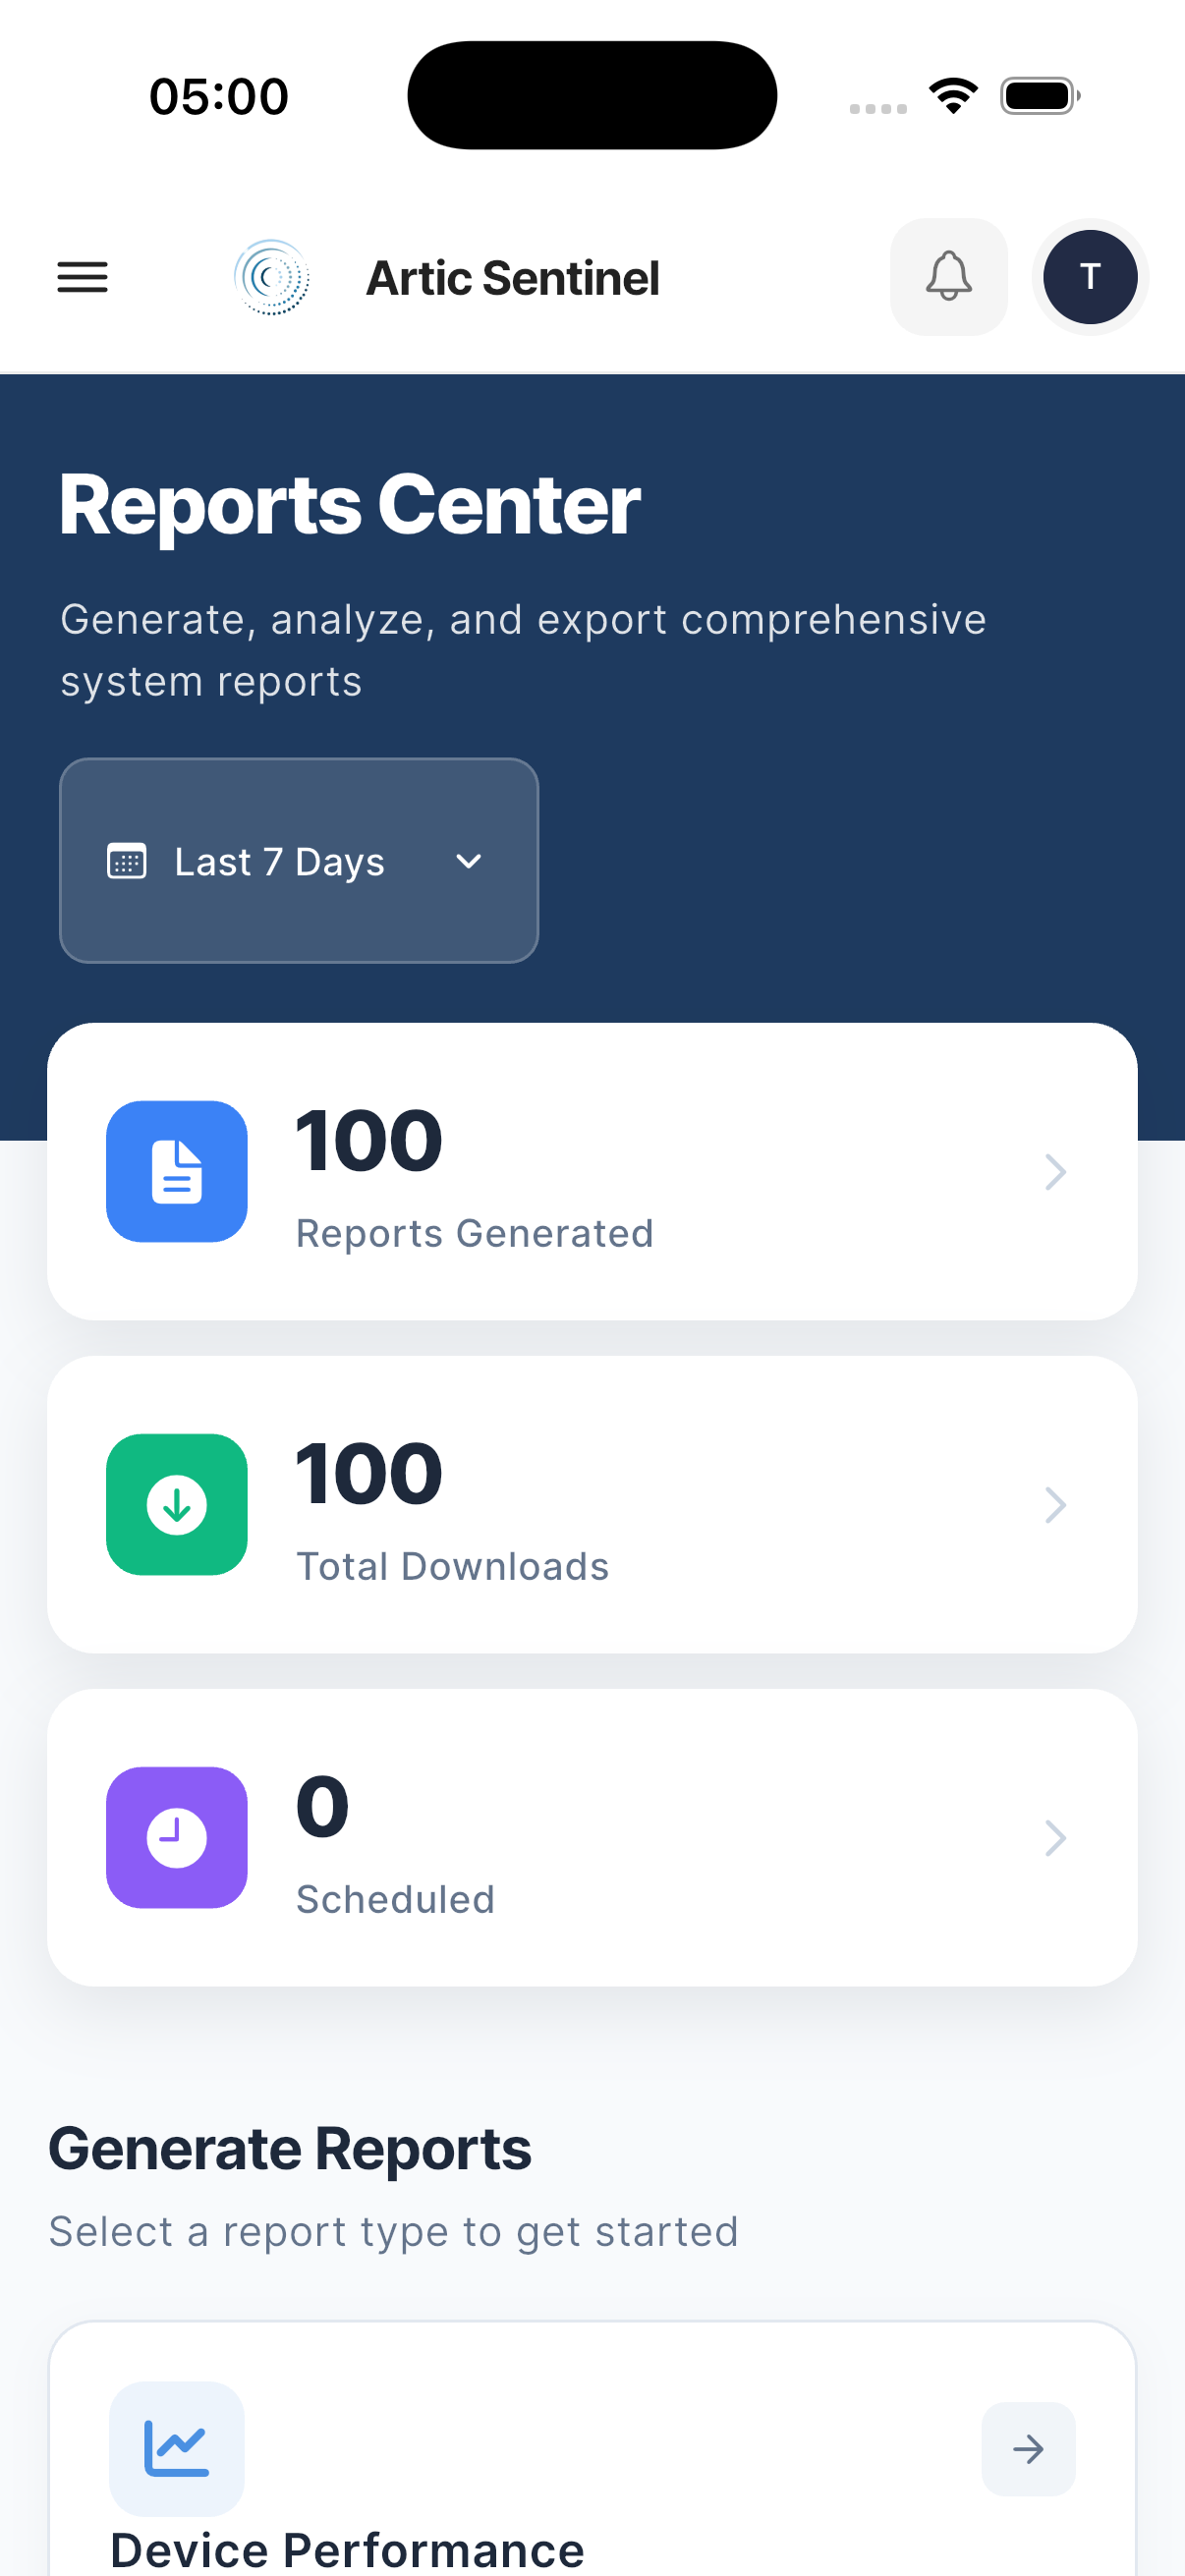 05:00
Artic Sentinel
T
Reports Center
Generate, analyze, and export comprehensive
system reports
Last 7 Days
100
Reports Generated
100
Total Downloads
0
Scheduled
Generate Reports
Select a report type to get started
Device Performance